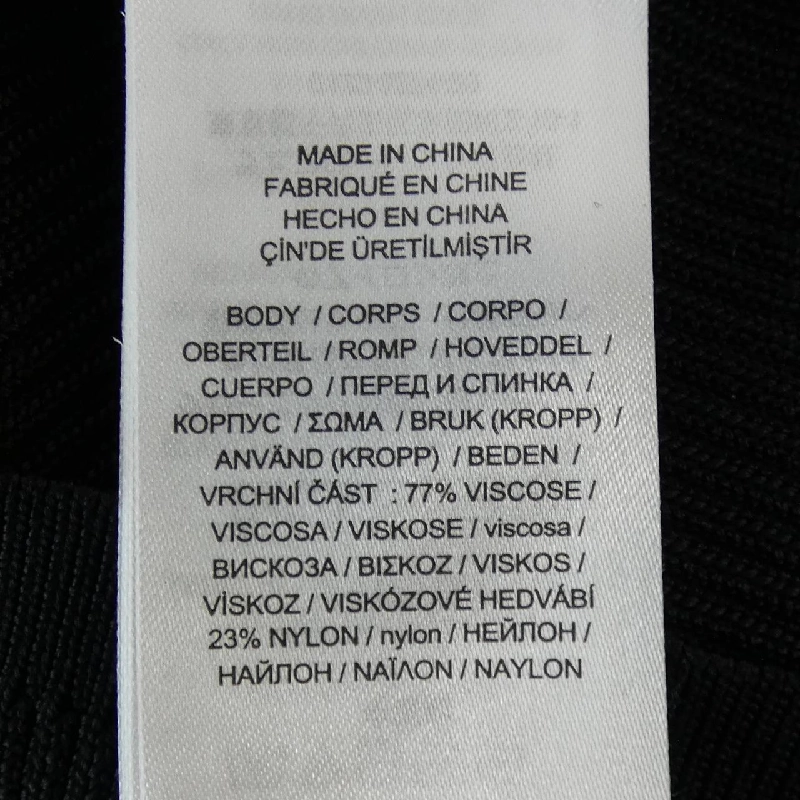 MADE IN CHINA
FABRIQUÉ EN CHINE
HECHO EN CHINA
ÇİN'DE ÜRETİLMİŞTİR
BODY / CORPS / CORPO /
OBERTEIL / ROMP / HOVEDDEL /
CUERPO / ПЕРЕД И СПИНКА /
КОРПУС / ΣΩΜΑ / BRUK (KROPP) /
ANVÄND (KROPP) / BEDEN /
VRCHNÍ ČÁST : 77% VISCOSE /
VISCOSA / VISKOSE / viscosa /
ВИСКОЗА / ΒΙΣΚΟΖ / VISKOS /
VİSKOZ / VISKÓZOVÉ HEDVÁBÍ
23% NYLON / nylon / НЕЙЛОН /
НАЙЛОН / ΝΑΪΛΟΝ / NAYLON